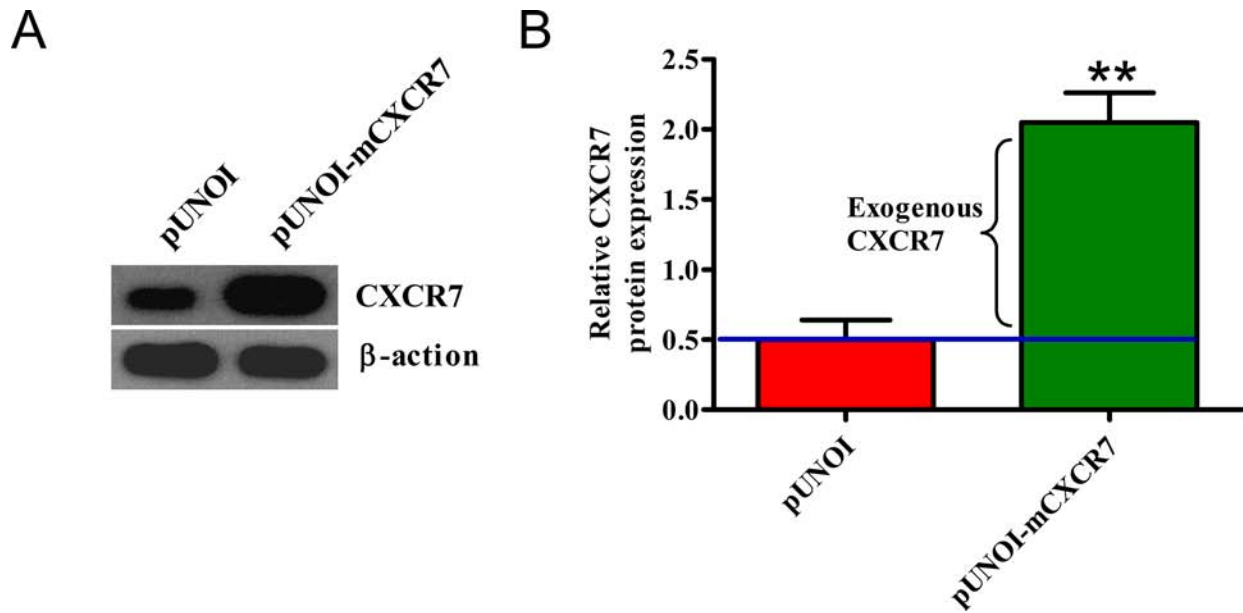 A
pUNOI
pUNOI-mCXCR7
CXCR7
β-action
B
Relative CXCR7
protein expression
2.5
2.0
1.5
1.0
0.5
0.0
**
Exogenous
CXCR7
pUNOI
pUNOI-mCXCR7